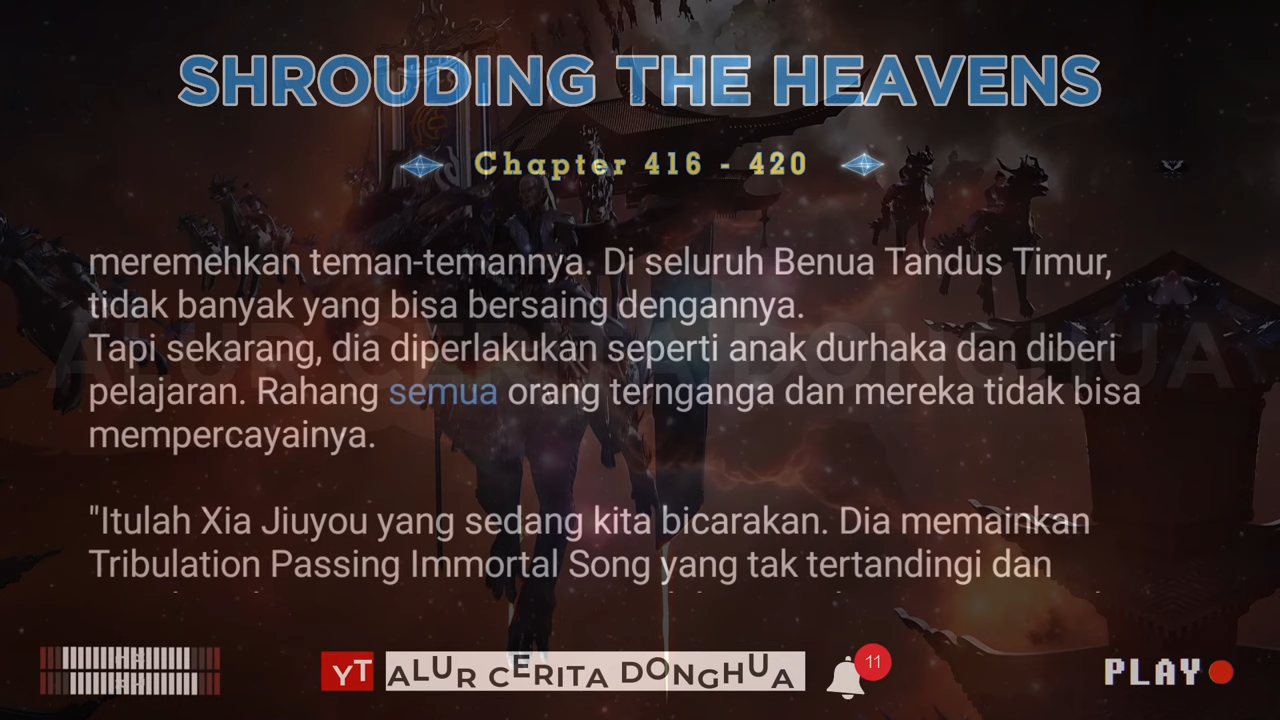 SHROUDING THE HEAVENS
Chapter 416 - 420
meremehkan teman-temannya. Di seluruh Benua Tandus Timur,
tidak banyak yang bisa bersaing dengannya.
Tapi sekarang, dia diperlakukan seperti anak durhaka dan diberi
pelajaran. Rahang semua orang ternganga dan mereka tidak bisa
mempercayainya.
"Itulah Xia Jiuyou yang sedang kita bicarakan. Dia memainkan
Tribulation Passing Immortal Song yang tak tertandingi dan
YT ALUR CERITA DONGHUA
11
PLAY